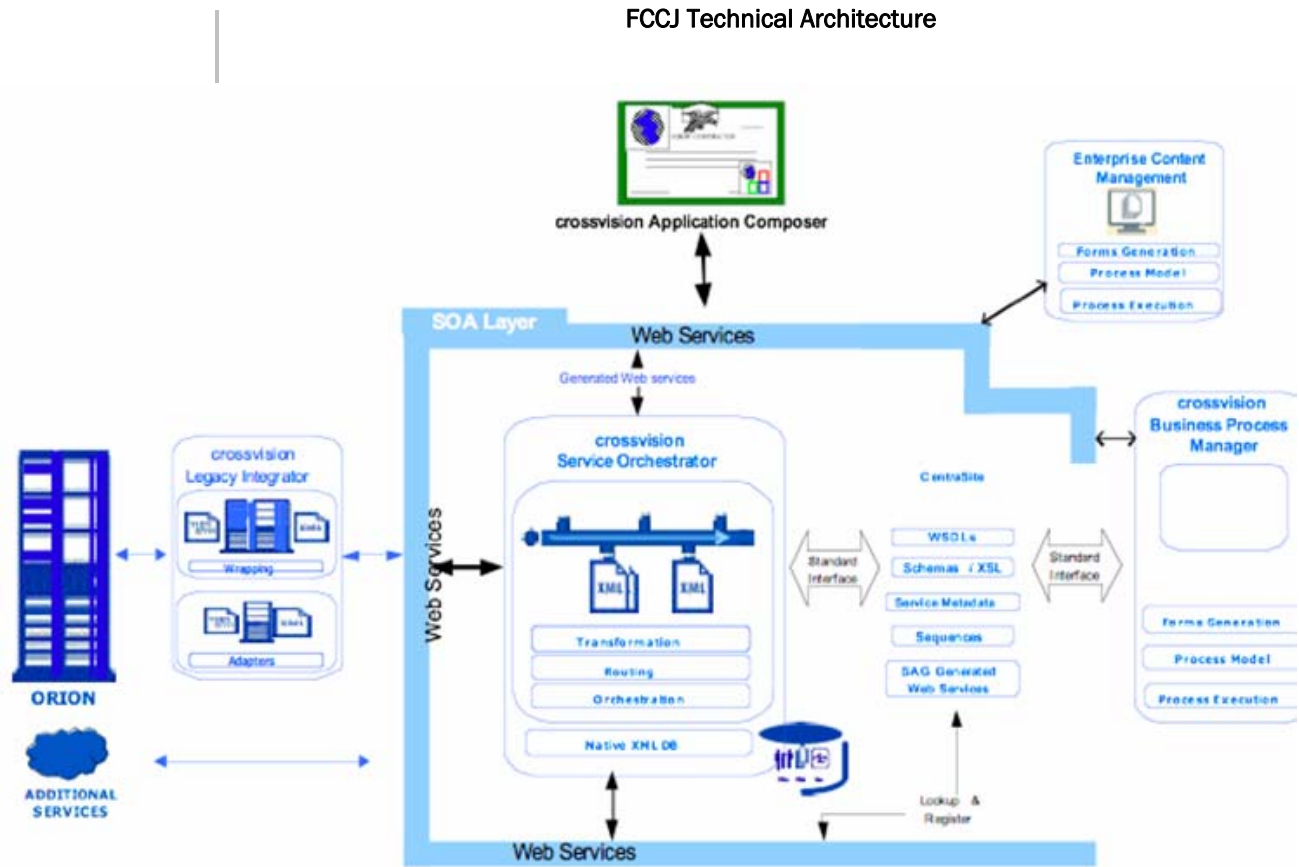 FCCJ Technical Architecture
crossvision Application Composer
Enterprise Content
Management
Forms Generation
Process Model
Process Execution
SOA Layer
Web Services
Generated Web services
crossvision
Service Orchestrator
XML
XML
Transformation
Routing
Orchestration
Native XML DB
crossvision
Legacy Integrator
Wrapping
Adapters
ORION
ADDITIONAL
SERVICES
Web Services
Standard
Interface
CentraSite
WSDLs
Schemas / XSL
Service Metadata
Sequences
SAG Generated
Web Services
Standard
Interface
crossvision
Business Process
Manager
Forms Generation
Process Model
Process Execution
Lookup &
Register
Web Services